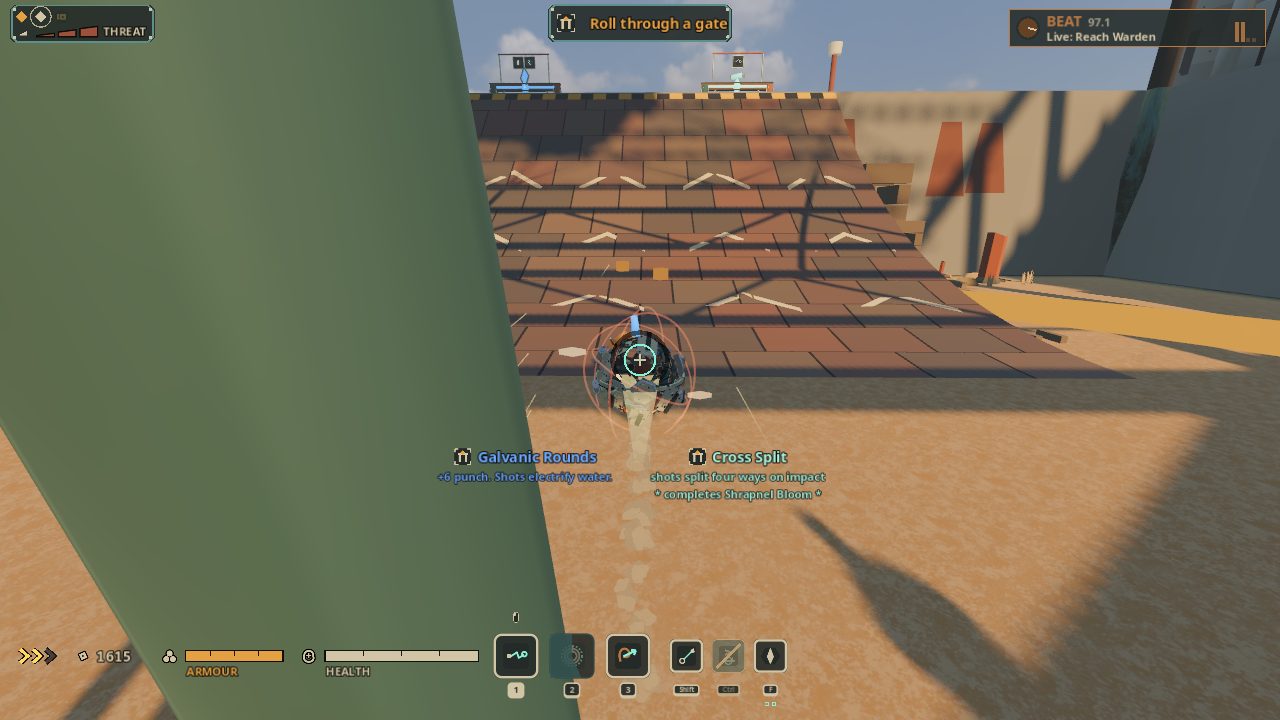 THREAT
Roll through a gate
BEAT 97.1
Live: Reach Warden
Galvanic Rounds
+6 punch. Shots electrify water.
Cross Split
shots split four ways on impact
* completes Shrapnel Bloom *
1615
ARMOUR
HEALTH
1
2
3
Shift
Ctrl
F